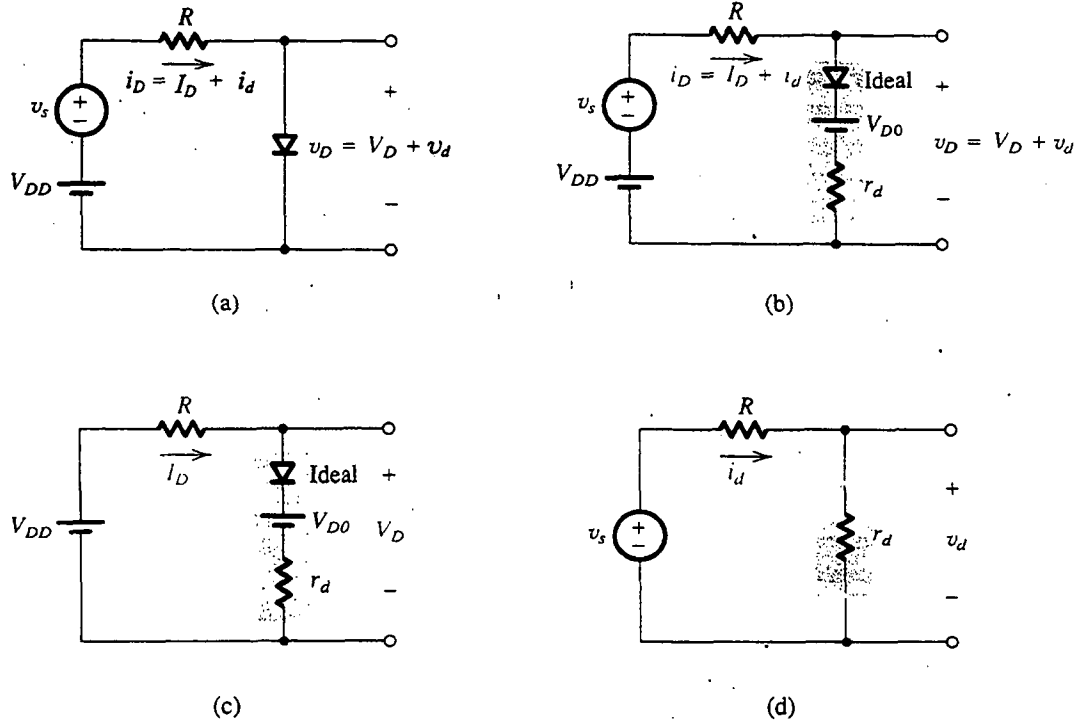 R
i_D = I_D + i_d
v_s
+
−
V_DD
+
v_D = V_D + v_d
−
(a)
R
i_D = I_D + i_d
v_s
+
−
V_DD
Ideal
V_D0
r_d
+
v_D = V_D + v_d
−
(b)
R
I_D
V_DD
Ideal
V_D0
r_d
+
V_D
−
(c)
R
i_d
v_s
+
−
r_d
+
v_d
−
(d)